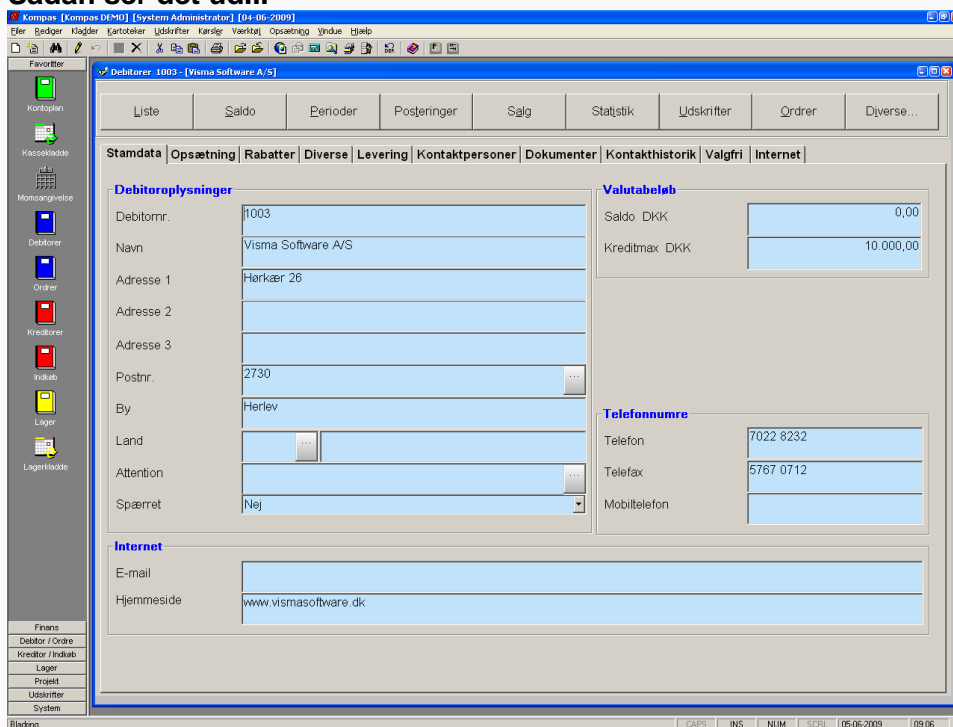 Sådan ser det ud...
Kompas [Kompas DEMO] [System Administrator] [04-06-2009]
Filer Rediger Kladder Kartoteker Udskrifter Kørsler Værktøj Opsætning Vindue Hjælp
Favoritter
Kontoplan
Kassekladde
Momsangivelse
Debitorer
Ordrer
Kreditorer
Indkøb
Lager
Lagerkladde
Finans
Debitor / Ordre
Kreditor / Indkøb
Lager
Projekt
Udskrifter
System
Debitorer 1003 - [Visma Software A/S]
Liste Saldo Perioder Posteringer Salg Statistik Udskrifter Ordrer Diverse...
Stamdata Opsætning Rabatter Diverse Levering Kontaktpersoner Dokumenter Kontakthistorik Valgfri Internet
Debitoroplysninger
Debitornr. 1003
Navn Visma Software A/S
Adresse 1 Hørkær 26
Adresse 2
Adresse 3
Postnr. 2730 ...
By Herlev
Land ...
Attention ...
Spærret Nej
Valutabeløb
Saldo DKK 0,00
Kreditmax DKK 10.000,00
Telefonnumre
Telefon 7022 8232
Telefax 5767 0712
Mobiltelefon
Internet
E-mail
Hjemmeside www.vismasoftware.dk
Bladring CAPS INS NUM SCRL 05-06-2009 09:06